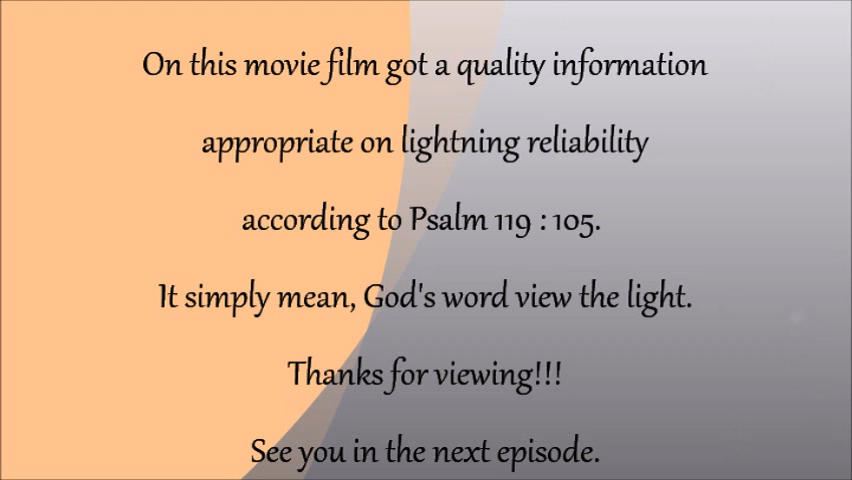 On this movie film got a quality information
appropriate on lightning reliability
according to Psalm 119 : 105.
It simply mean, God's word view the light.
Thanks for viewing!!!
See you in the next episode.